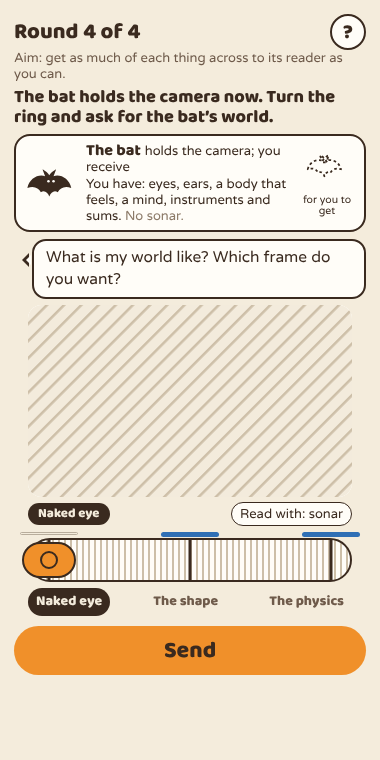 Round 4 of 4
?
Aim: get as much of each thing across to its reader as
you can.
The bat holds the camera now. Turn the
ring and ask for the bat's world.
The bat holds the camera; you
receive
You have: eyes, ears, a body that
feels, a mind, instruments and
sums. No sonar.
for you to
get
What is my world like? Which frame do
you want?
Naked eye
Read with: sonar
Naked eye
The shape
The physics
Send